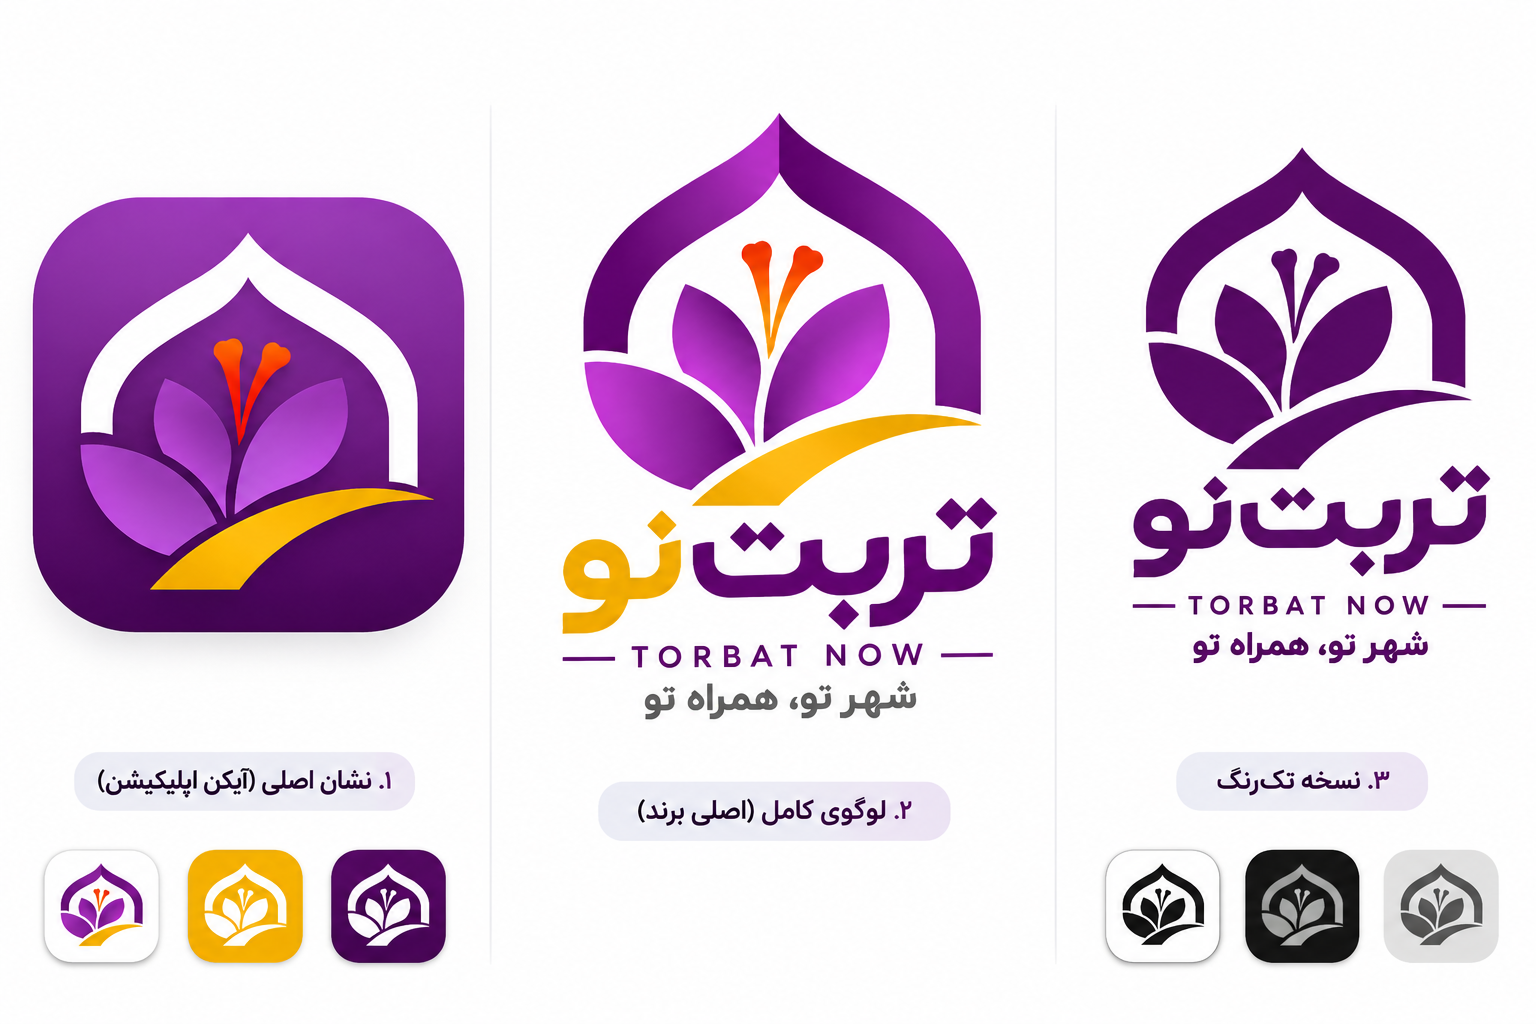 ۱. نشان اصلی (آیکن اپلیکیشن)
تربت‌نو
TORBAT NOW
شهر تو، همراه تو
۲. لوگوی کامل (اصلی برند)
تربت‌نو
TORBAT NOW
شهر تو، همراه تو
۳. نسخه تک‌رنگ